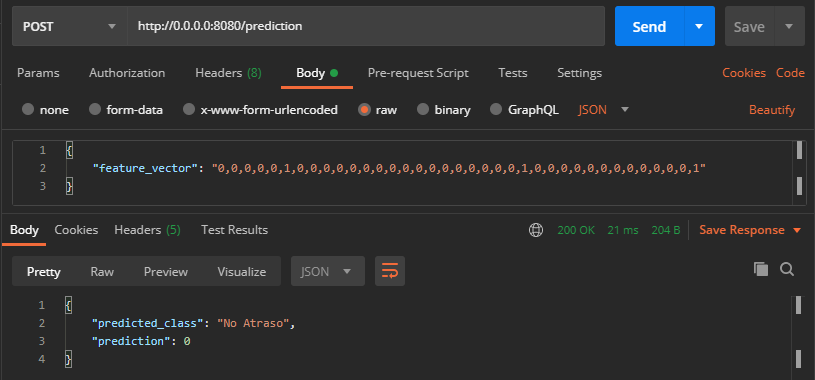 POST http://0.0.0.0:8080/prediction Send Save
Params Authorization Headers (8) Body Pre-request Script Tests Settings Cookies Code
none form-data x-www-form-urlencoded raw binary GraphQL JSON Beautify
1 {
2 "feature_vector": "0,0,0,0,0,1,0,0,0,0,0,0,0,0,0,0,0,0,0,0,0,0,0,1,0,0,0,0,0,0,0,0,0,0,0,0,1"
3 }
Body Cookies Headers (5) Test Results 200 OK 21 ms 204 B Save Response
Pretty Raw Preview Visualize JSON
1 {
2 "predicted_class": "No Atraso",
3 "prediction": 0
4 }